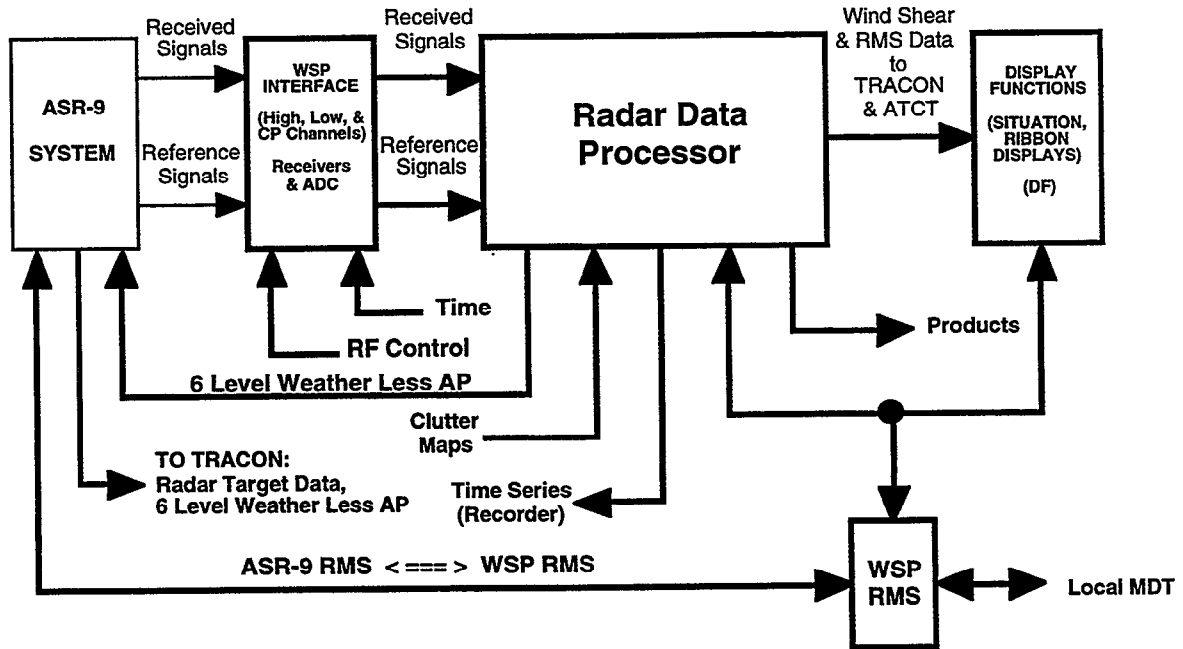 Received
Signals
ASR-9
SYSTEM
Reference
Signals
WSP
INTERFACE
(High, Low, &
CP Channels)
Receivers
& ADC
Received
Signals
Reference
Signals
Radar Data
Processor
Wind Shear
& RMS Data
to
TRACON
& ATCT
DISPLAY
FUNCTIONS
(SITUATION,
RIBBON
DISPLAYS)
(DF)
Time
RF Control
6 Level Weather Less AP
Products
Clutter
Maps
TO TRACON:
Radar Target Data,
6 Level Weather Less AP
Time Series
(Recorder)
ASR-9 RMS < === > WSP RMS
WSP
RMS
Local MDT